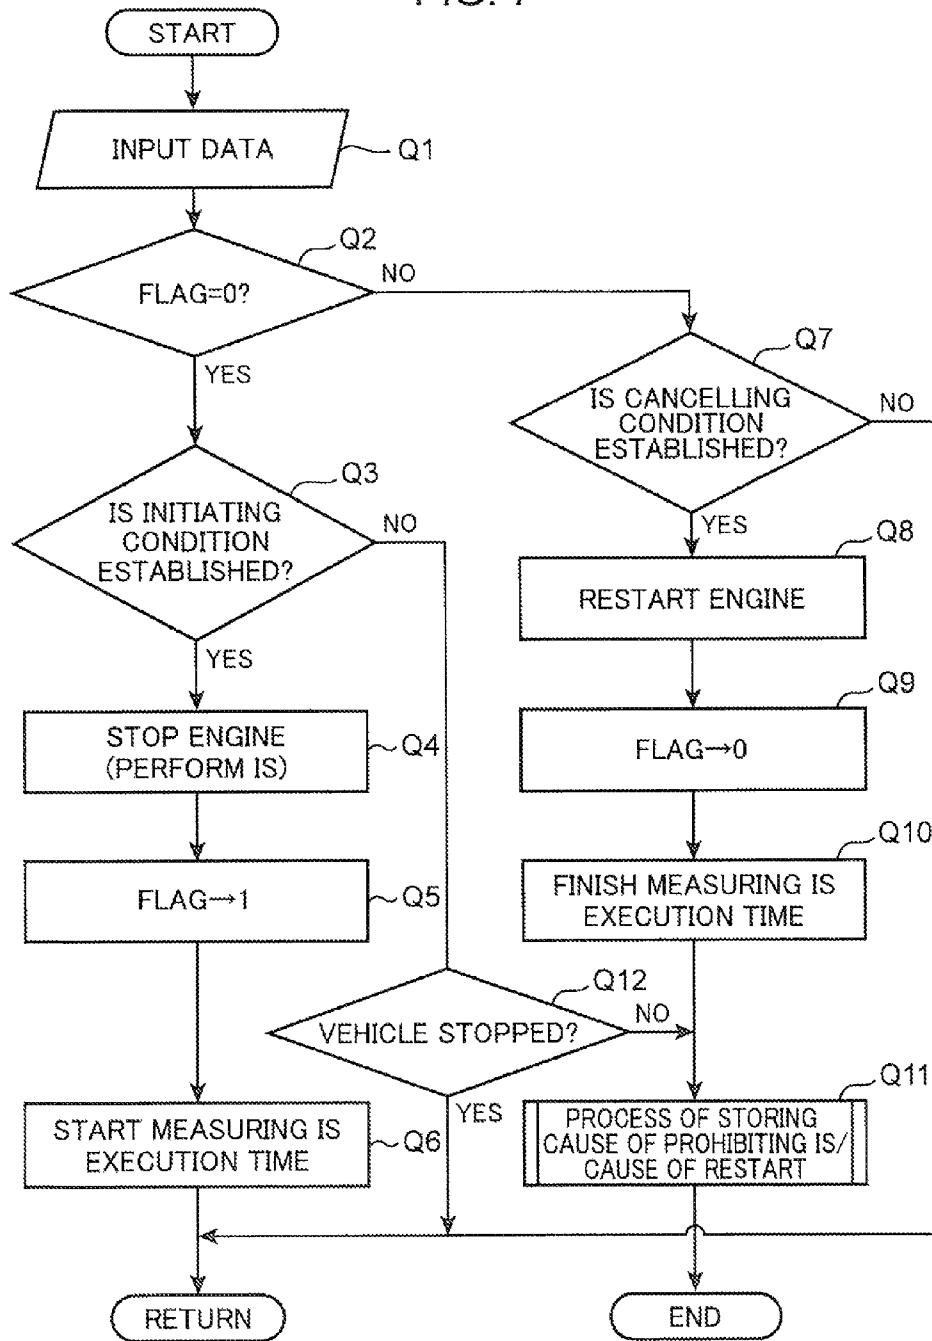 START
INPUT DATA
Q1
Q2
FLAG=0?
NO
YES
Q7
IS CANCELLING
CONDITION
ESTABLISHED?
NO
YES
Q3
IS INITIATING
CONDITION
ESTABLISHED?
NO
YES
Q8
RESTART ENGINE
Q9
FLAG→0
STOP ENGINE
(PERFORM IS)
Q4
Q10
FINISH MEASURING IS
EXECUTION TIME
FLAG→1
Q5
Q12
VEHICLE STOPPED?
NO
YES
Q11
PROCESS OF STORING
CAUSE OF PROHIBITING IS/
CAUSE OF RESTART
START MEASURING IS
EXECUTION TIME
Q6
RETURN
END